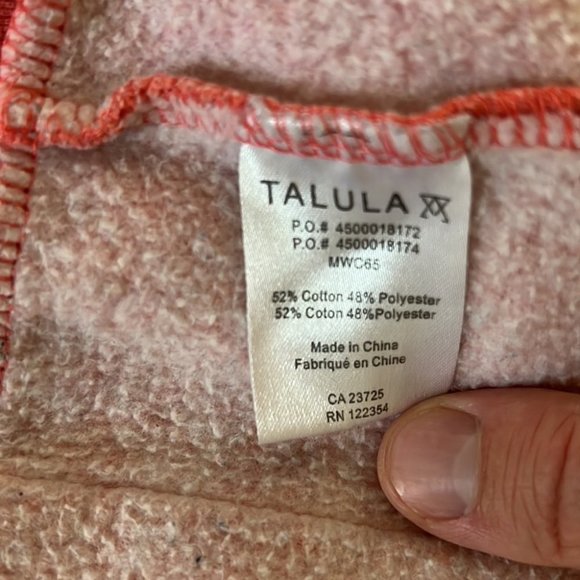 TALULA
P.O.# 4500018172
P.O.# 4500018174
MWC65
52% Cotton 48% Polyester
52% Coton 48%Polyester
Made in China
Fabriqué en Chine
CA 23725
RN 122354